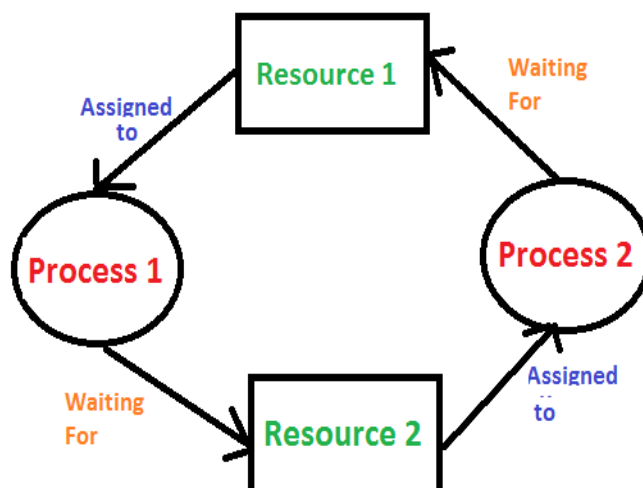 Resource 1
Waiting
For
Assigned
to
Process 1
Process 2
Waiting
For
Resource 2
Assigned
to